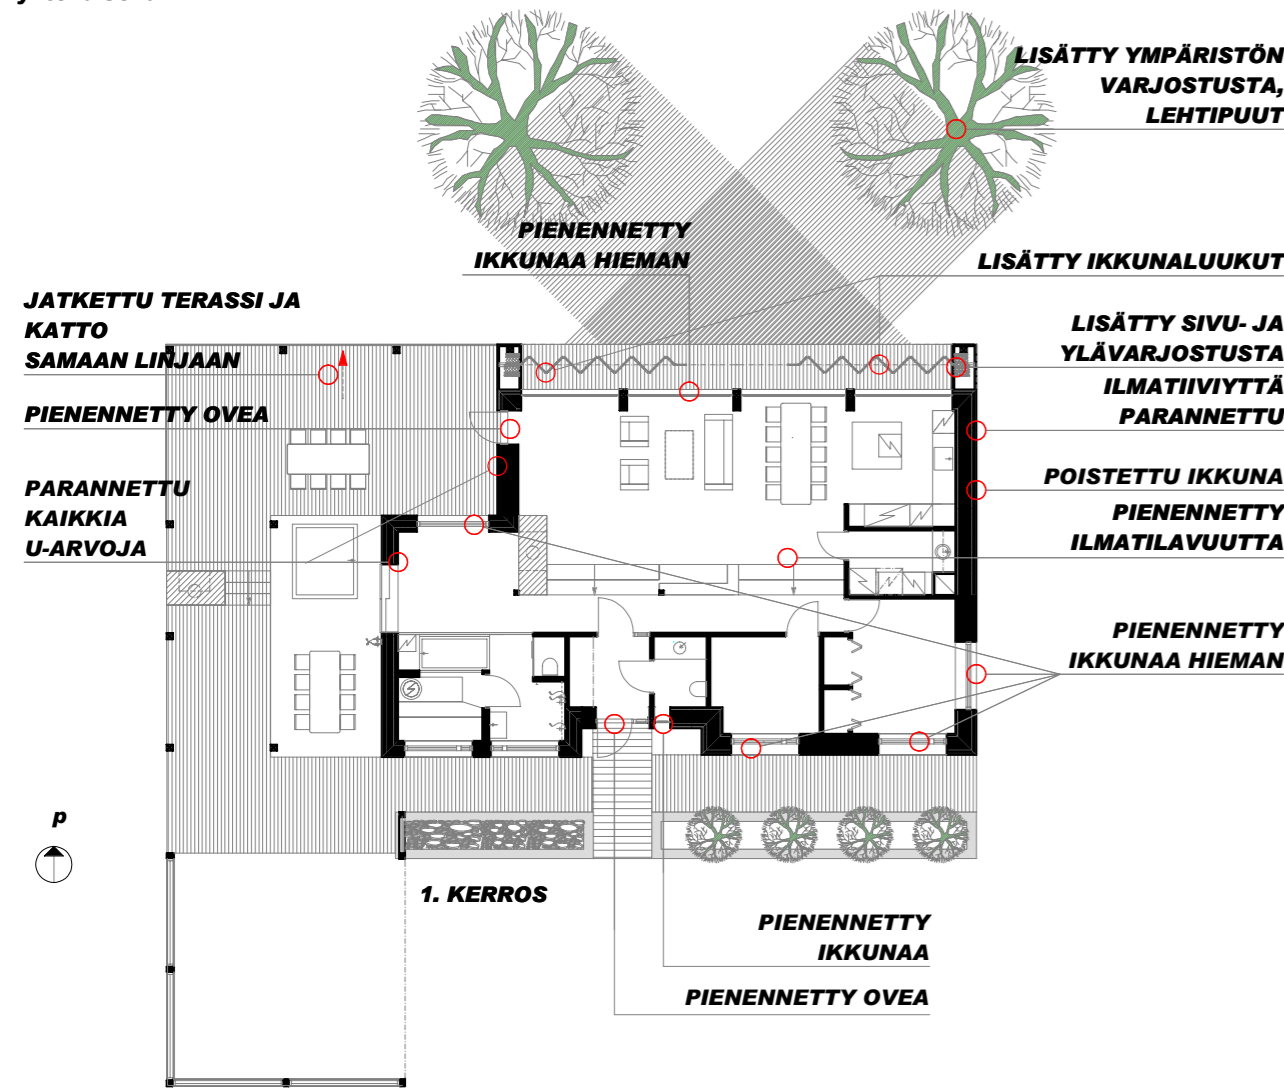 LISÄTTY YMPÄRISTÖN
VARJOSTUSTA,
LEHTIPUUT
PIENENNETTY
IKKUNAA HIEMAN
LISÄTTY IKKUNALUUKUT
JATKETTU TERASSI JA
KATTO
SAMAAN LINJAAN
LISÄTTY SIVU- JA
YLÄVARJOSTUSTA
ILMATIIVIYTTÄ
PARANNETTU
PIENENNETTY OVEA
POISTETTU IKKUNA
PARANNETTU
KAIKKIA
U-ARVOJA
PIENENNETTY
ILMATILAVUUTTA
PIENENNETTY
IKKUNAA HIEMAN
p
1. KERROS
PIENENNETTY
IKKUNAA
PIENENNETTY OVEA